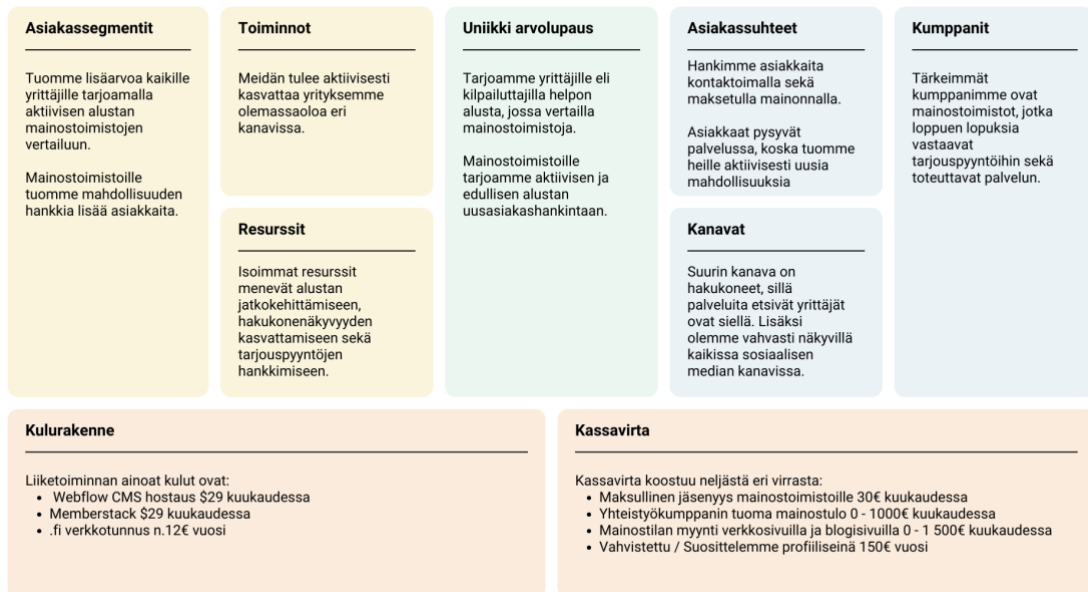 Asiakassegmentit
Tuomme lisäarvoa kaikille
yrittäjille tarjoamalla
aktiivisen alustan
mainostoimistojen
vertailuun.
Mainostoimistoille
tuomme mahdollisuuden
hankkia lisää asiakkaita.
Toiminnot
Meidän tulee aktiivisesti
kasvattaa yrityksemme
olemassaoloa eri
kanavissa.
Resurssit
Isoimmat resurssit
menevät alustan
jatkokehittämiseen,
hakukonenäkyvyyden
kasvattamiseen sekä
tarjouspyyntöjen
hankkimiseen.
Uniikki arvolupaus
Tarjoamme yrittäjille eli
kilpailuttajilla helpon
alusta, jossa vertailla
mainostoimistoja.
Mainostoimistoille
tarjoamme aktiivisen ja
edullisen alustan
uusasiakashankintaan.
Asiakassuhteet
Hankimme asiakkaita
kontaktoimalla sekä
maksetulla mainonnalla.
Asiakkaat pysyvät
palvelussa, koska tuomme
heille aktiivisesti uusia
mahdollisuuksia
Kanavat
Suurin kanava on
hakukoneet, sillä
palveluita etsivät yrittäjät
ovat siellä. Lisäksi
olemme vahvasti näkyvillä
kaikissa sosiaalisen
median kanavissa.
Kumppanit
Tärkeimmät
kumppanimme ovat
mainostoimistot, jotka
loppuen lopuksia
vastaavat
tarjouspyyntöihin sekä
toteuttavat palvelun.
Kulurakenne
Liiketoiminnan ainoat kulut ovat:
• Webflow CMS hostaus $29 kuukaudessa
• Memberstack $29 kuukaudessa
• .fi verkkotunnus n.12€ vuosi
Kassavirta
Kassavirta koostuu neljästä eri virrasta:
• Maksullinen jäsenyys mainostoimistoille 30€ kuukaudessa
• Yhteistyökumppanin tuoma mainostulo 0 - 1000€ kuukaudessa
• Mainostilan myynti verkkosivuilla ja blogisivuilla 0 - 1 500€ kuukaudessa
• Vahvistettu / Suosittelemme profiiliseinä 150€ vuosi